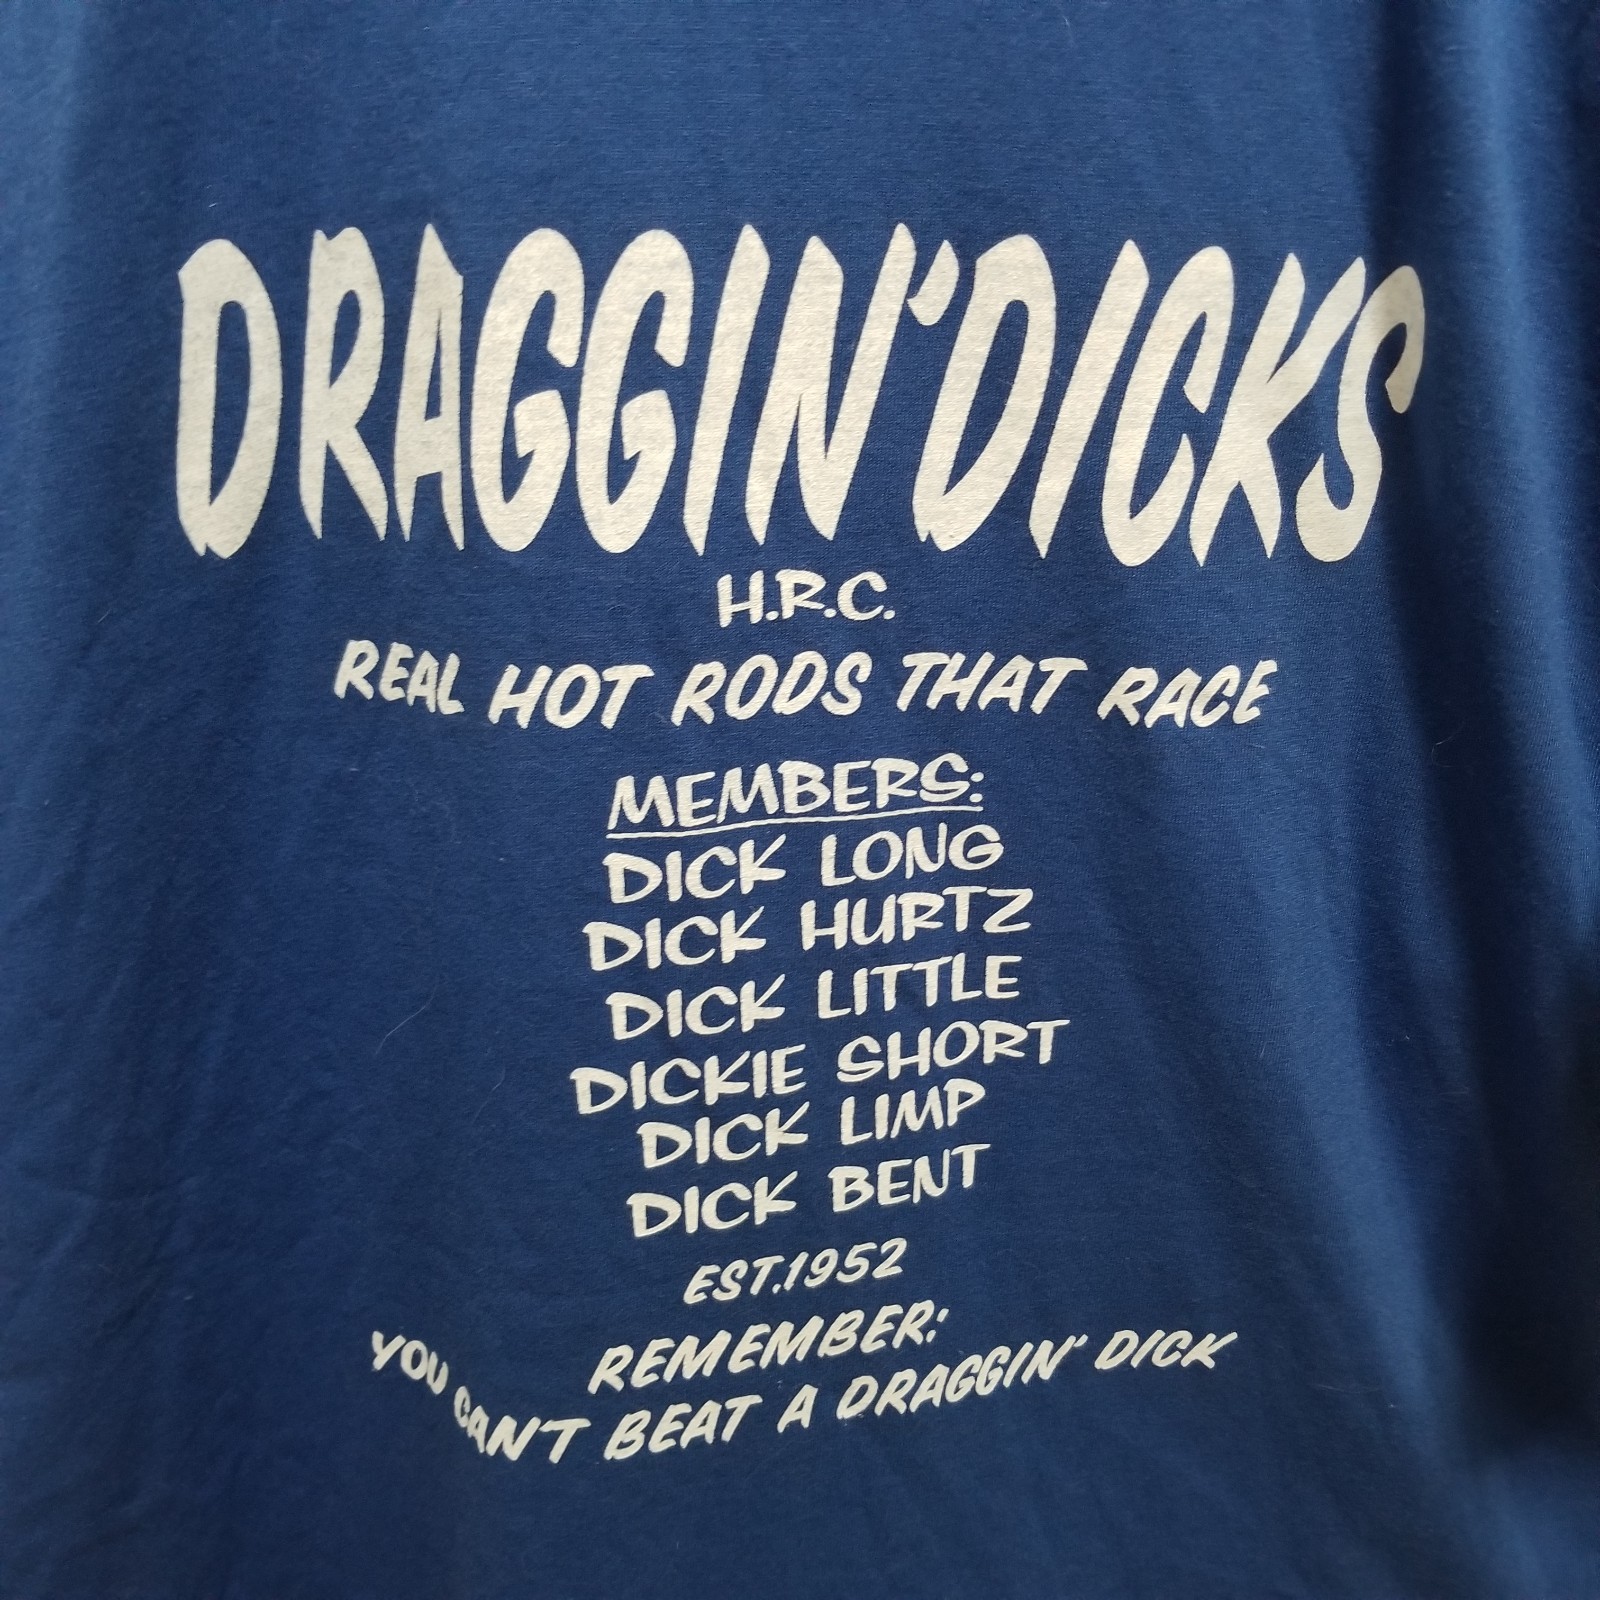 DRAGGIN' DICKS
H.R.C.
REAL HOT RODS THAT RACE
MEMBERS:
DICK LONG
DICK HURTZ
DICK LITTLE
DICKIE SHORT
DICK LIMP
DICK BENT
EST.1952
REMEMBER:
YOU CAN'T BEAT A DRAGGIN" DICK